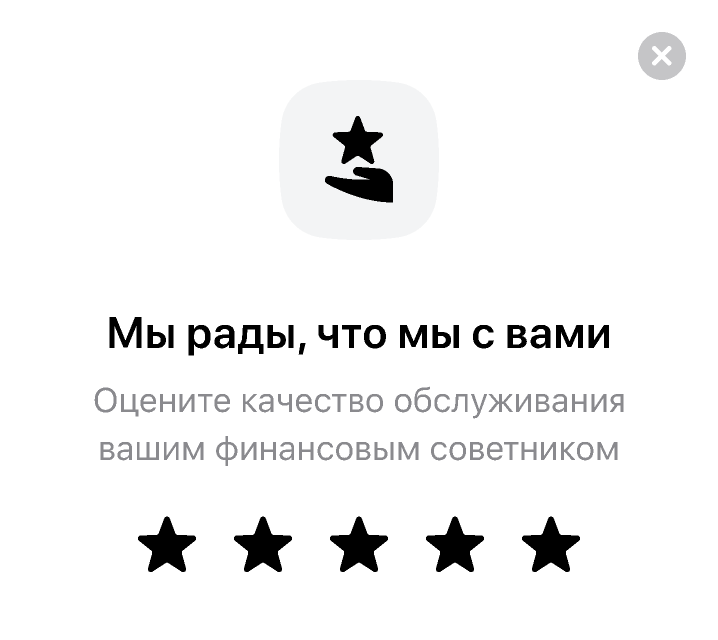 Мы рады, что мы с вами
Оцените качество обслуживания
вашим финансовым советником